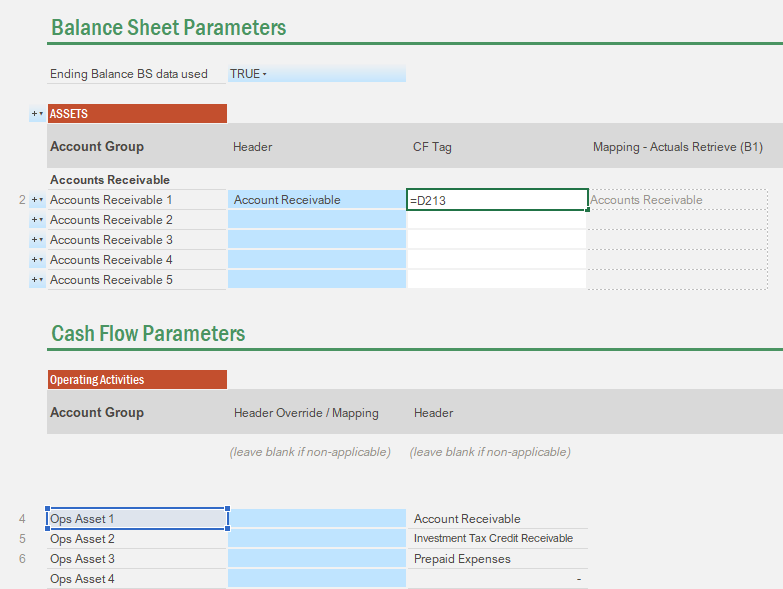 Balance Sheet Parameters
Ending Balance BS data used TRUE
ASSETS
Account Group Header CF Tag Mapping - Actuals Retrieve (B1)
Accounts Receivable
2 Accounts Receivable 1 Account Receivable =D213 Accounts Receivable
Accounts Receivable 2
Accounts Receivable 3
Accounts Receivable 4
Accounts Receivable 5
Cash Flow Parameters
Operating Activities
Account Group Header Override / Mapping Header
(leave blank if non-applicable) (leave blank if non-applicable)
4 Ops Asset 1 Account Receivable
5 Ops Asset 2 Investment Tax Credit Receivable
6 Ops Asset 3 Prepaid Expenses
Ops Asset 4 -